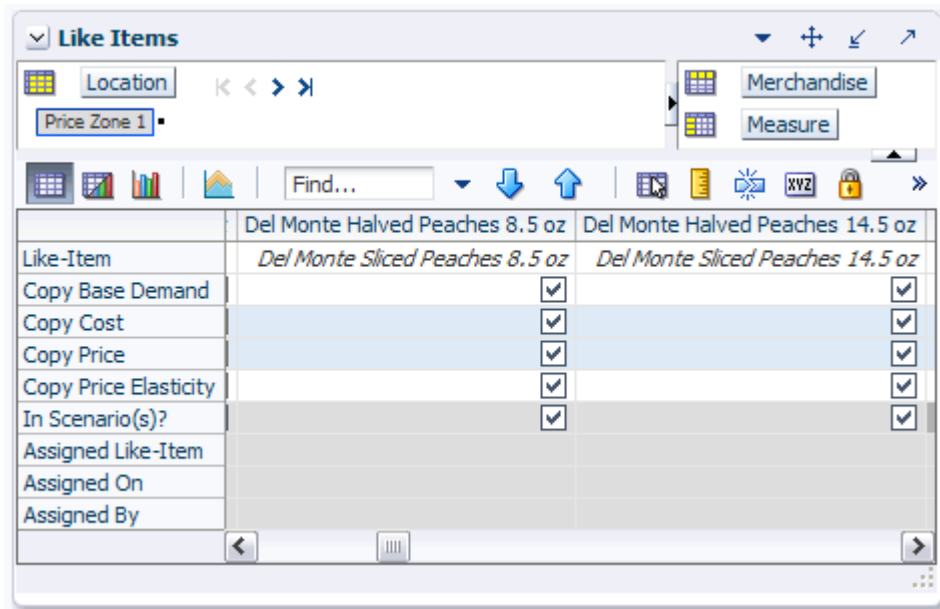 Like Items
Location
Merchandise
Price Zone 1
Measure
Find...
XYZ
Del Monte Halved Peaches 8.5 oz Del Monte Halved Peaches 14.5 oz
Like-Item Del Monte Sliced Peaches 8.5 oz Del Monte Sliced Peaches 14.5 oz
Copy Base Demand
Copy Cost
Copy Price
Copy Price Elasticity
In Scenario(s)?
Assigned Like-Item
Assigned On
Assigned By